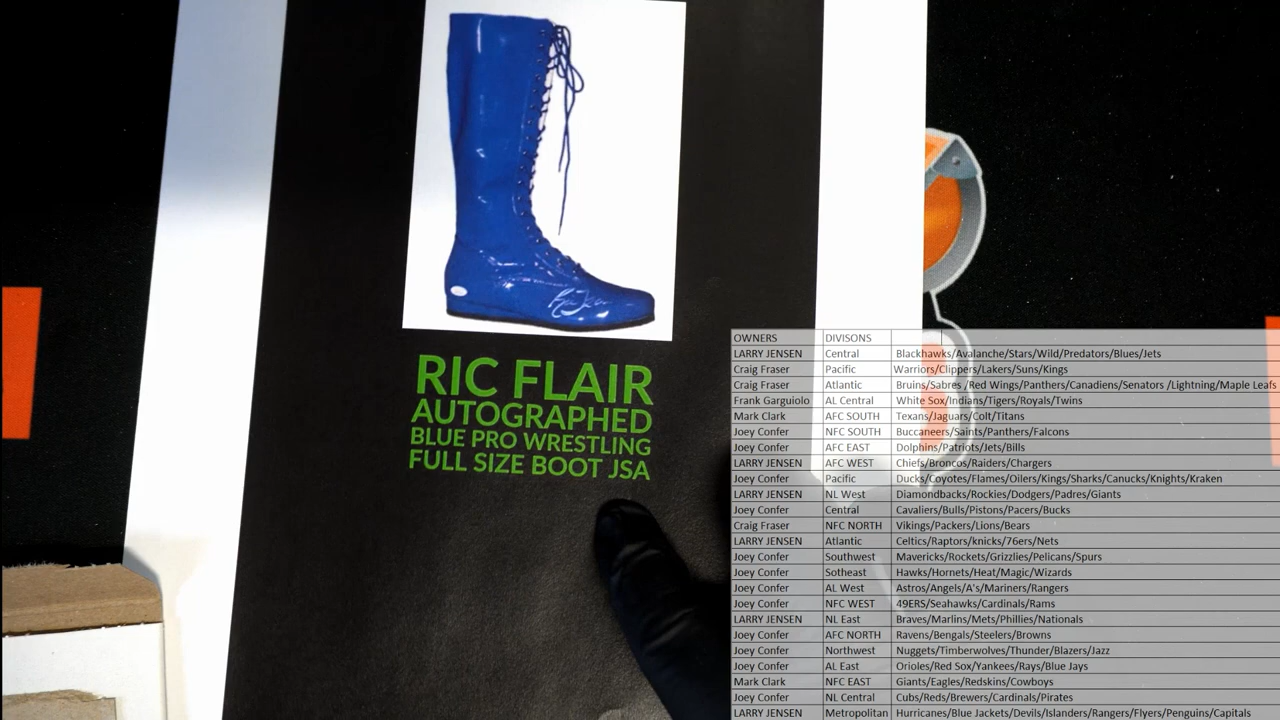 RIC FLAIR
AUTOGRAPHED
BLUE PRO WRESTLING
FULL SIZE BOOT JSA
OWNERS DIVISONS
LARRY JENSEN Central Blackhawks/Avalanche/Stars/Wild/Predators/Blues/Jets
Craig Fraser Pacific Warriors/Clippers/Lakers/Suns/Kings
Craig Fraser Atlantic Bruins/Sabres /Red Wings/Panthers/Canadiens/Senators /Lightning/Maple Leafs
Frank Garguiolo AL Central White Sox/Indians/Tigers/Royals/Twins
Mark Clark AFC SOUTH Texans/Jaguars/Colt/Titans
Joey Confer NFC SOUTH Buccaneers/Saints/Panthers/Falcons
Joey Confer AFC EAST Dolphins/Patriots/Jets/Bills
LARRY JENSEN AFC WEST Chiefs/Broncos/Raiders/Chargers
Joey Confer Pacific Ducks/Coyotes/Flames/Oilers/Kings/Sharks/Canucks/Knights/Kraken
LARRY JENSEN NL West Diamondbacks/Rockies/Dodgers/Padres/Giants
Joey Confer Central Cavaliers/Bulls/Pistons/Pacers/Bucks
Craig Fraser NFC NORTH Vikings/Packers/Lions/Bears
LARRY JENSEN Atlantic Celtics/Raptors/knicks/76ers/Nets
Joey Confer Southwest Mavericks/Rockets/Grizzlies/Pelicans/Spurs
Joey Confer Sotheast Hawks/Hornets/Heat/Magic/Wizards
Joey Confer AL West Astros/Angels/A's/Mariners/Rangers
Joey Confer NFC WEST 49ERS/Seahawks/Cardinals/Rams
LARRY JENSEN NL East Braves/Marlins/Mets/Phillies/Nationals
Joey Confer AFC NORTH Ravens/Bengals/Steelers/Browns
Joey Confer Northwest Nuggets/Timberwolves/Thunder/Blazers/Jazz
Joey Confer AL East Orioles/Red Sox/Yankees/Rays/Blue Jays
Mark Clark NFC EAST Giants/Eagles/Redskins/Cowboys
Joey Confer NL Central Cubs/Reds/Brewers/Cardinals/Pirates
LARRY JENSEN Metropolitan Hurricanes/Blue Jackets/Devils/Islanders/Rangers/Flyers/Penguins/Capitals